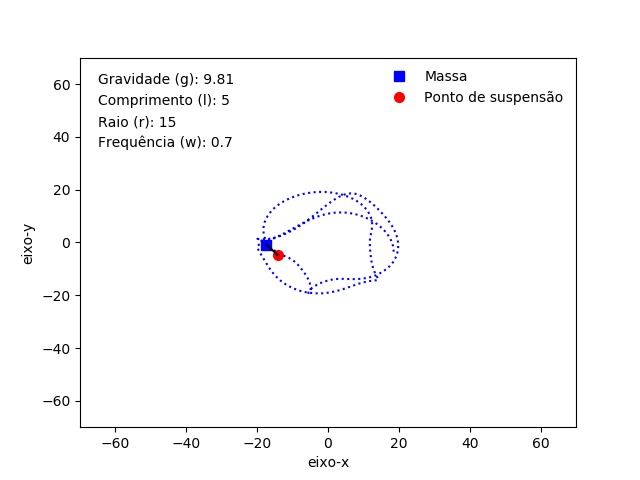 Gravidade (g): 9.81
Comprimento (l): 5
Raio (r): 15
Frequência (w): 0.7
Massa
Ponto de suspensão
60
40
20
0
−20
−40
−60
eixo-y
−60 −40 −20 0 20 40 60
eixo-x